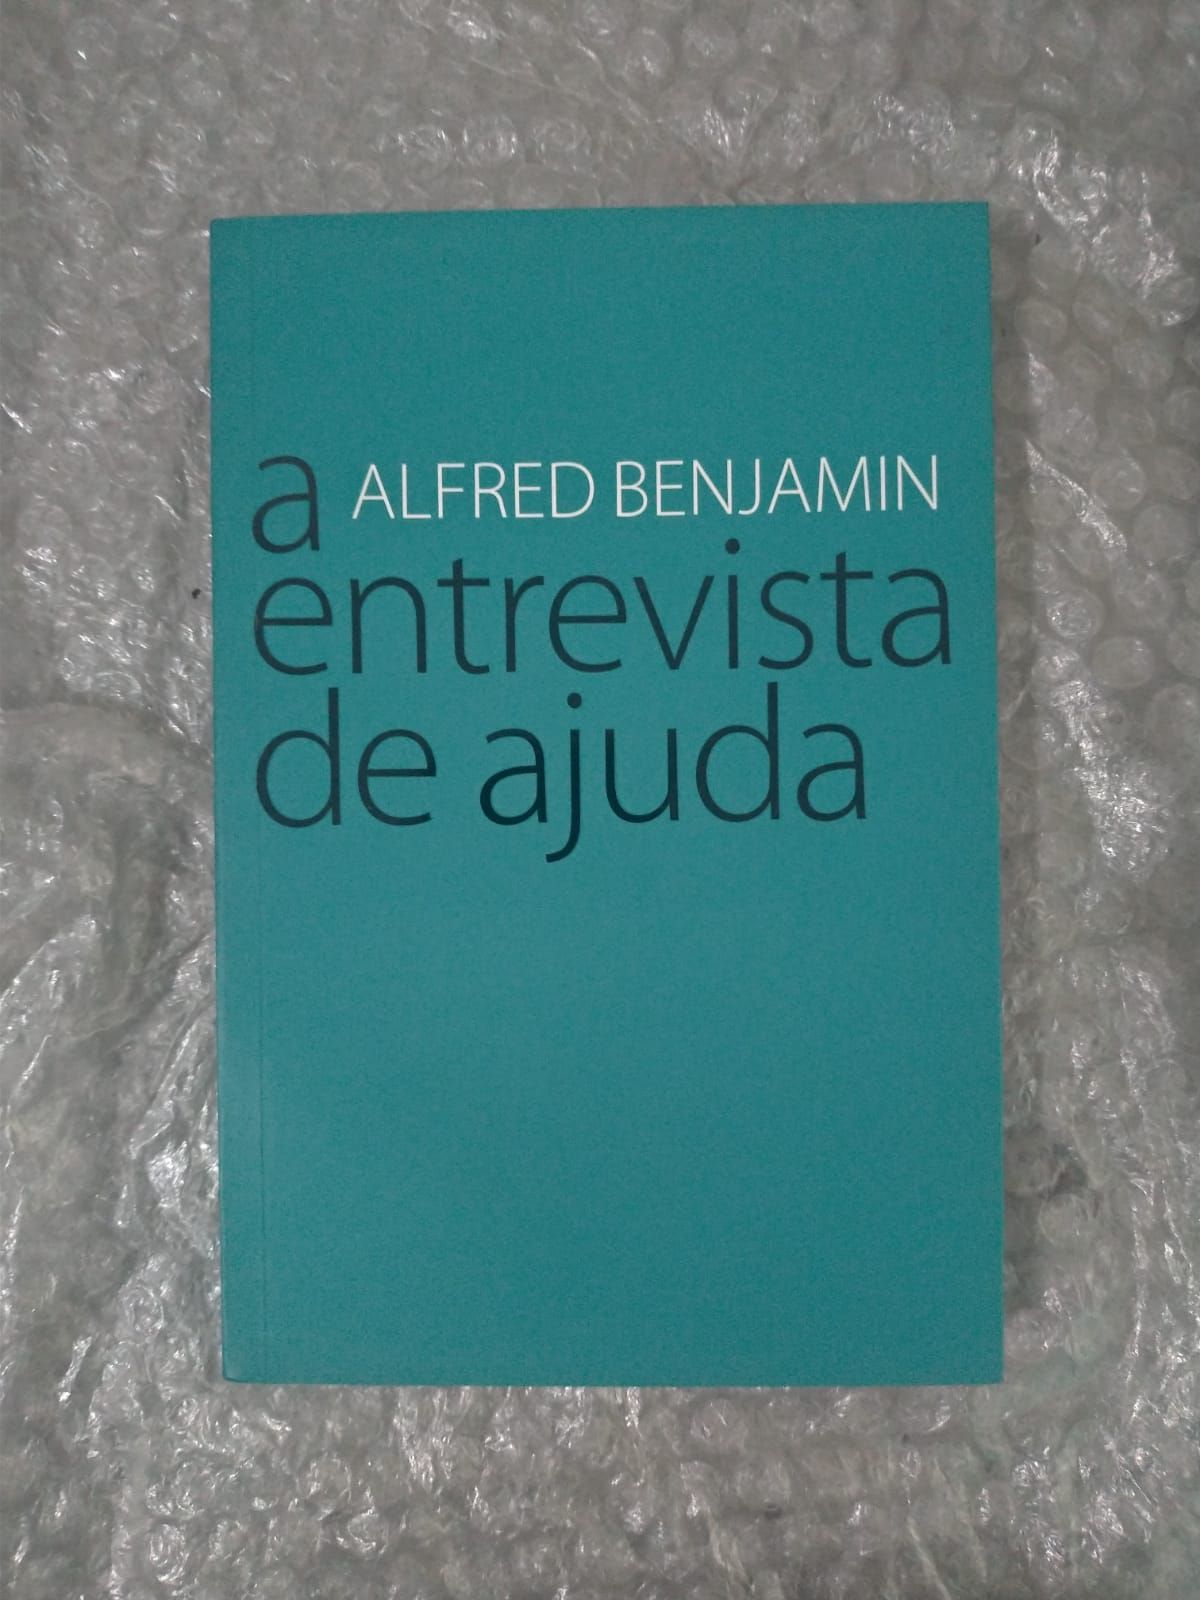 a ALFRED BENJAMIN
entrevista
de ajuda